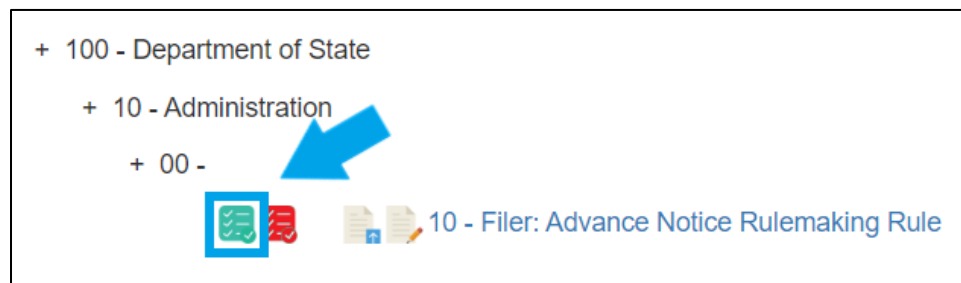 + 100 - Department of State
+ 10 - Administration
+ 00 -
10 - Filer: Advance Notice Rulemaking Rule